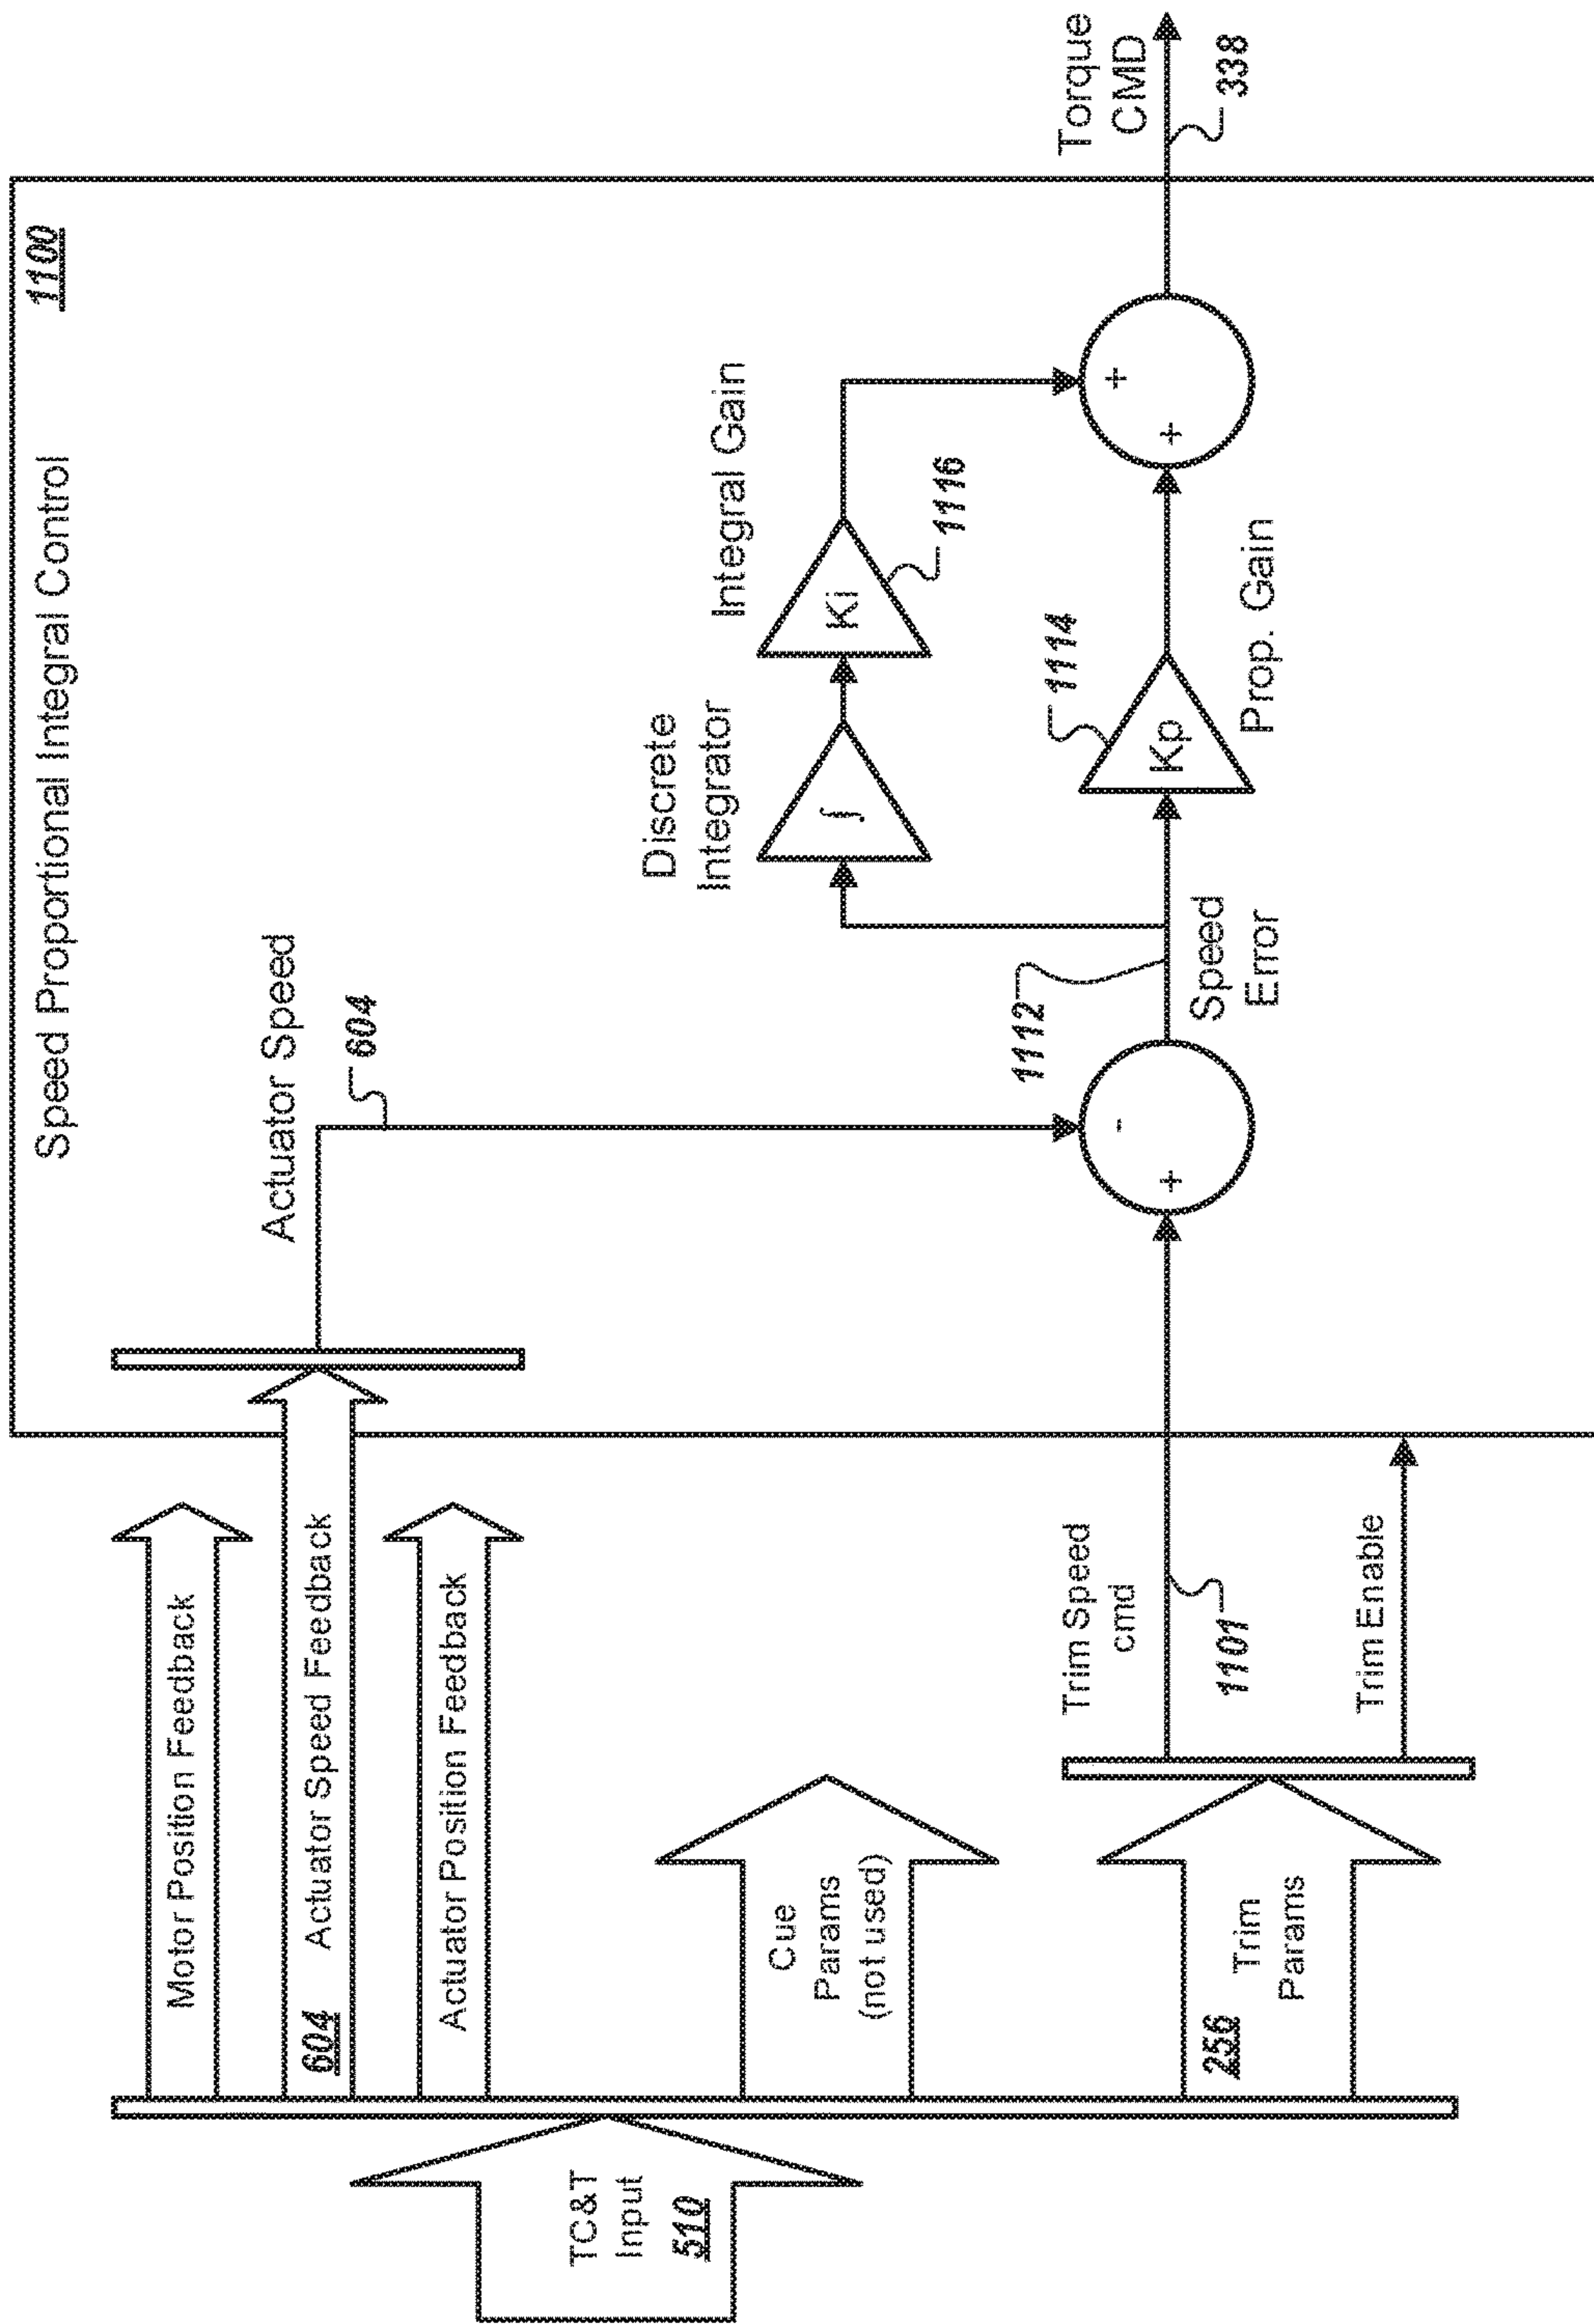 Speed Proportional Integral Control
1100
TC&T
Input
510
Motor Position Feedback
604
Actuator Speed Feedback
Actuator Position Feedback
Cue
Params
(not used)
256
Trim
Params
Trim Speed
cmd
1101
Trim Enable
Actuator Speed
604
-
+
1112
Speed
Error
Discrete
Integrator
∫
Ki
Integral Gain
1116
1114
Kp
Prop. Gain
+
+
Torque
CMD
338